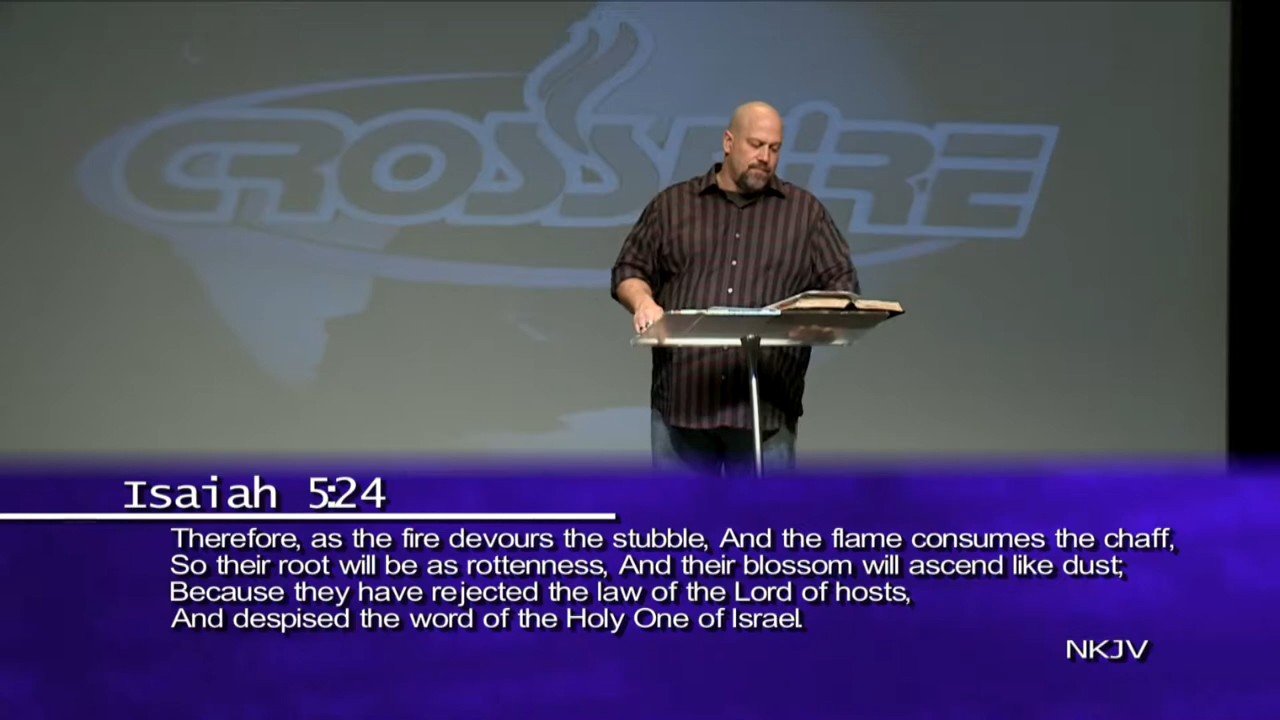 CROSSFIRE
Isaiah 5:24
Therefore, as the fire devours the stubble, And the flame consumes the chaff,
So their root will be as rottenness, And their blossom will ascend like dust;
Because they have rejected the law of the Lord of hosts,
And despised the word of the Holy One of Israel.
NKJV